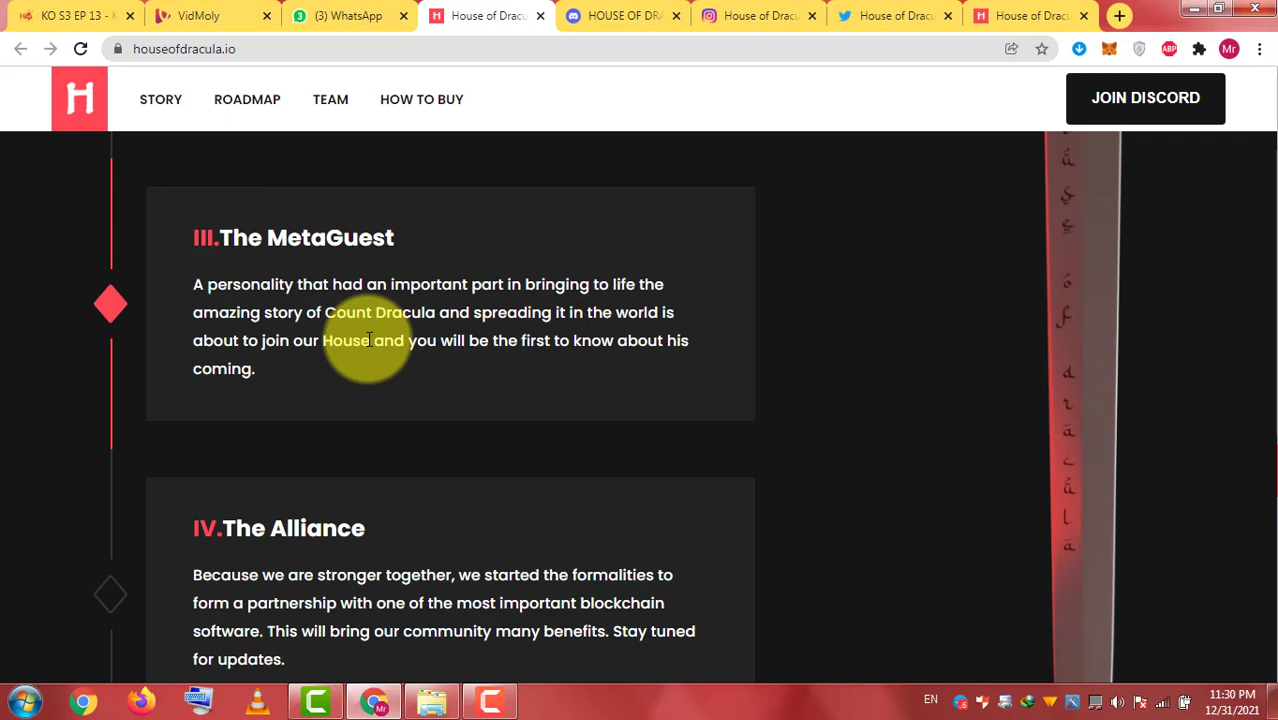 KO S3 EP 13 -
VidMoly
(3) WhatsApp
House of Dracu
HOUSE OF DRA
House of Dracu
House of Dracu
House of Dracu
houseofdracula.io
ABP
Mr
H
STORY
ROADMAP
TEAM
HOW TO BUY
JOIN DISCORD
III.The MetaGuest
A personality that had an important part in bringing to life the
amazing story of Count Dracula and spreading it in the world is
about to join our House and you will be the first to know about his
coming.
IV.The Alliance
Because we are stronger together, we started the formalities to
form a partnership with one of the most important blockchain
software. This will bring our community many benefits. Stay tuned
for updates.
EN
11:30 PM
12/31/2021